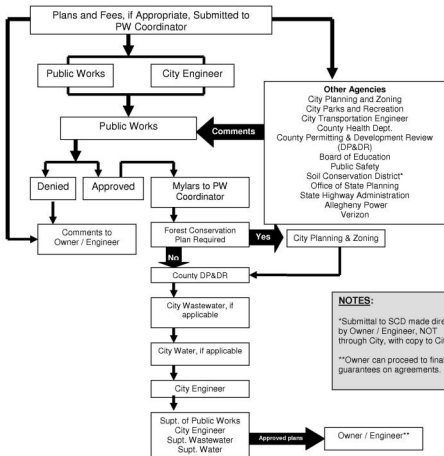 Plans and Fees, if Appropriate, Submitted to
PW Coordinator
Public Works
City Engineer
Other Agencies
City Planning and Zoning
City Parks and Recreation
City Transportation Engineer
County Health Dept.
County Permitting & Development Review
(DP&DR)
Board of Education
Public Safety
Soil Conservation District*
Office of State Planning
State Highway Administration
Allegheny Power
Verizon
Comments
Public Works
Denied
Approved
Mylars to PW
Coordinator
Comments to
Owner / Engineer
Forest Conservation
Plan Required
Yes
City Planning & Zoning
No
County DP&DR
City Wastewater, if
applicable
City Water, if applicable
City Engineer
Supt. of Public Works
City Engineer
Supt. Wastewater
Supt. Water
Approved plans
Owner / Engineer**
NOTES:
*Submittal to SCD made dire
by Owner / Engineer, NOT
through City, with copy to Cit
**Owner can proceed to final
guarantees on agreements.